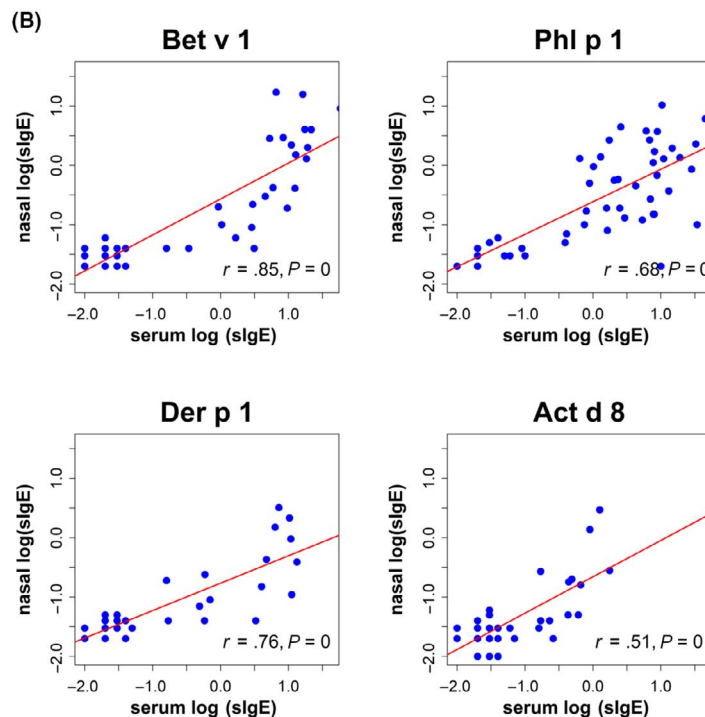 (B)
Bet v 1
nasal log(sIgE)
1.0
0.0
−1.0
−2.0
r = .85, P = 0
−2.0 −1.0 0.0 1.0
serum log (sIgE)
Phl p 1
nasal log(sIgE)
1.0
0.0
−1.0
−2.0
r = .68, P = 0
−2.0 −1.0 0.0 1.0
serum log (sIgE)
Der p 1
nasal log(sIgE)
1.0
0.0
−1.0
−2.0
r = .76, P = 0
−2.0 −1.0 0.0 1.0
serum log (sIgE)
Act d 8
nasal log(sIgE)
1.0
0.0
−1.0
−2.0
r = .51, P = 0
−2.0 −1.0 0.0 1.0
serum log (sIgE)